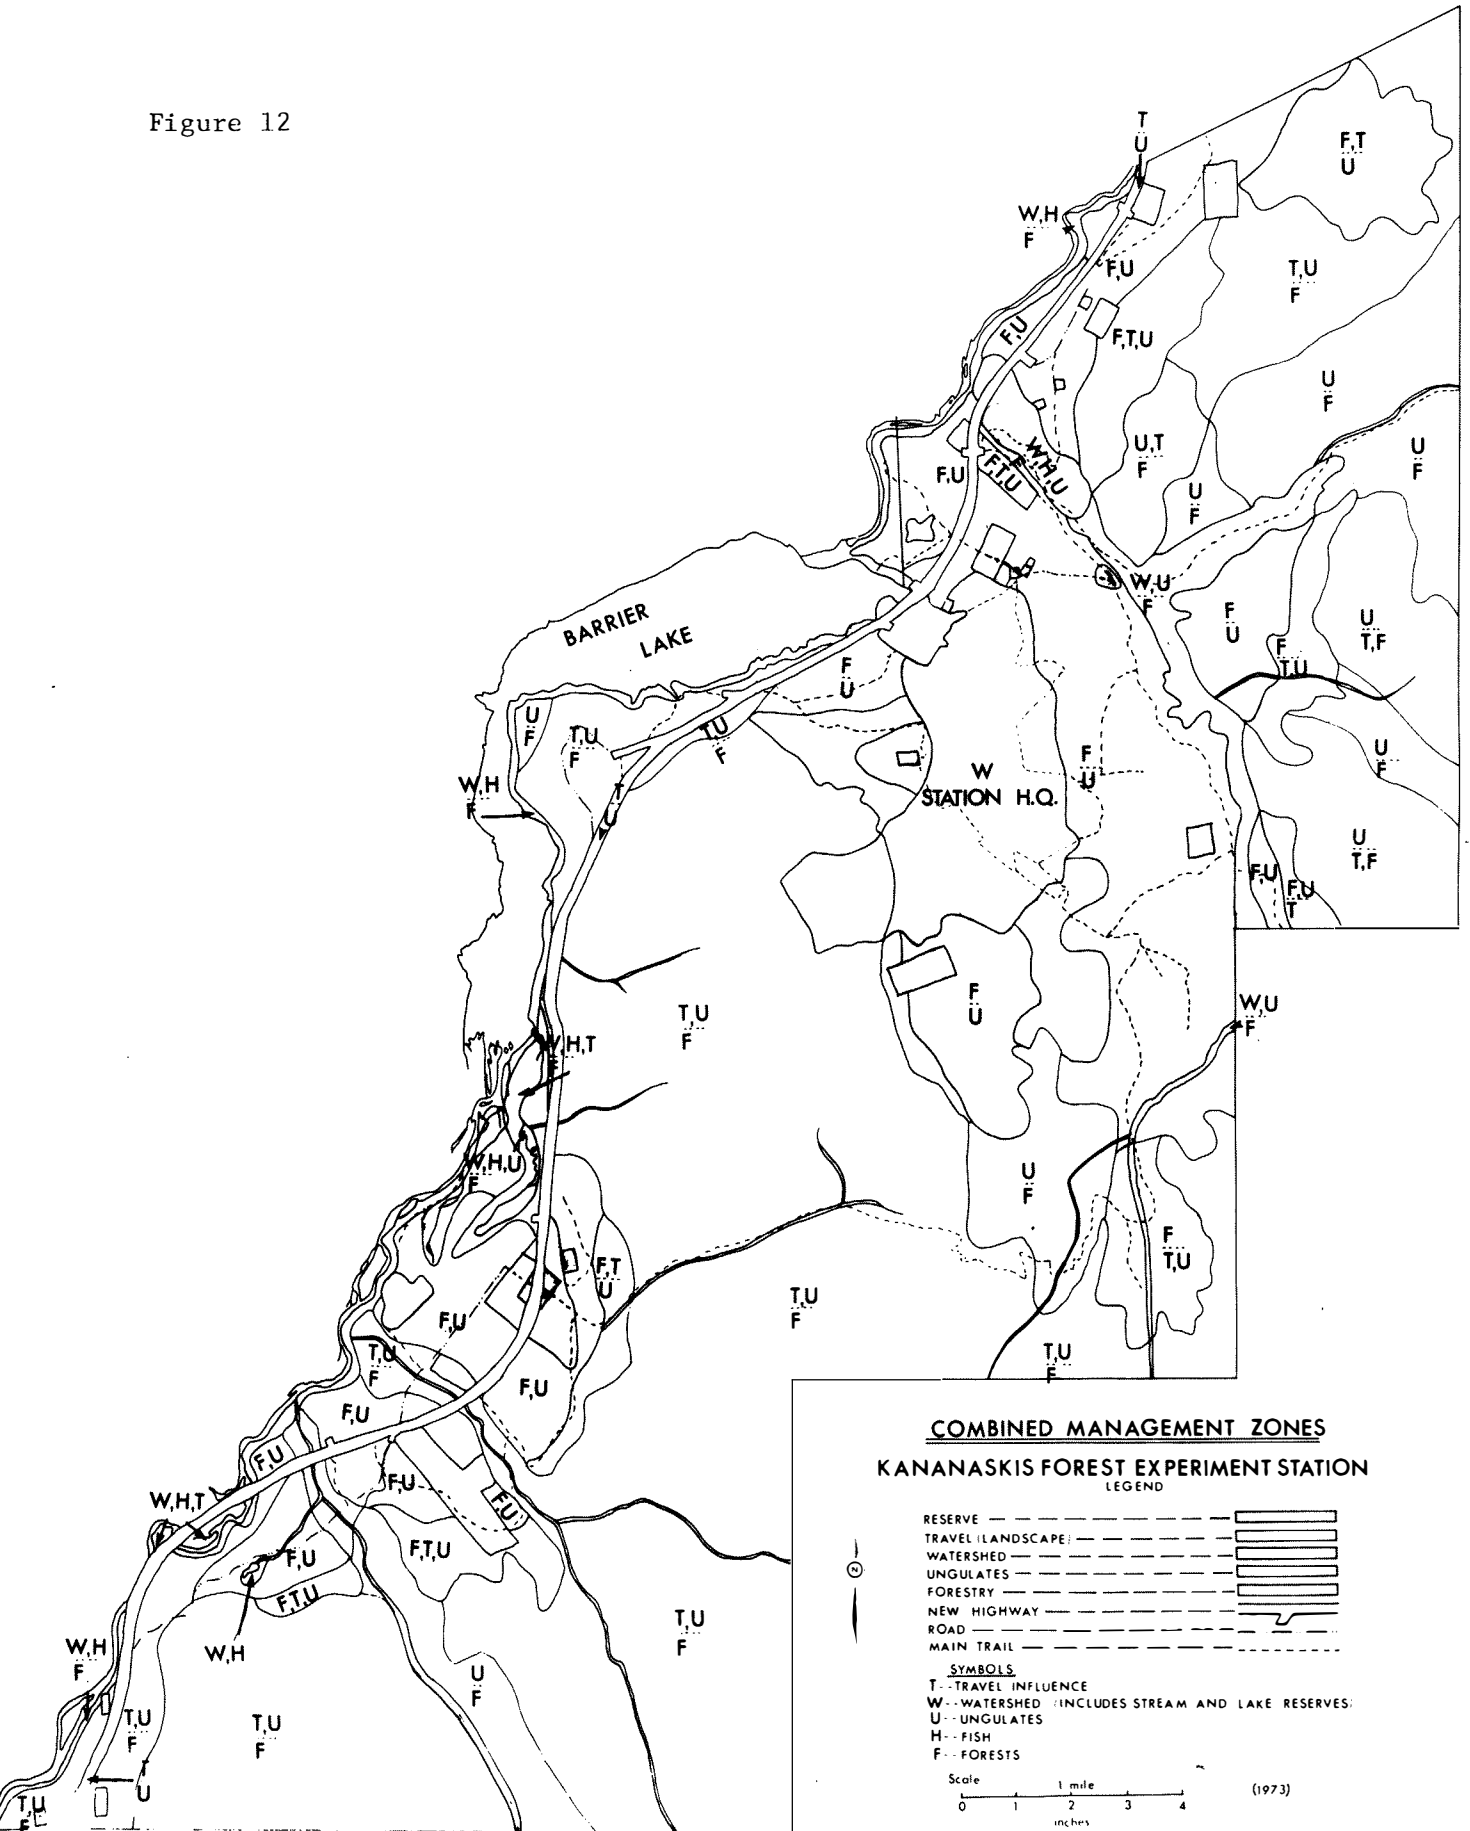 Figure 12
T
U
F,T
U
W,H
F
F,U
T,U
F
F,U
F,T,U
U
F
U,T
F
U
F
W,H,U
F
F,U
F,T,U
U
F
W,U
F
F
U
U
T,F
F
T,U
BARRIER
LAKE
F
U
U
F
T,U
F
T,U
F
W
STATION H.Q.
F
U
U
F
W,H
F
T
U
U
T,F
F,U
F,U
T
F
U
W,U
F
T,U
F
W,H,T
F
W,H,U
F
U
F
F
T,U
F,T
U
T,U
F
F,U
T,U
F
T,U
F
F,U
F,U
F,U
F,U
W,H,T
F,U
F,U
F,T,U
F,T,U
W,H
W,H
F
T,U
F
U
F
T,U
F
T,U
F
T
U
T,U
F
COMBINED MANAGEMENT ZONES
KANANASKIS FOREST EXPERIMENT STATION
LEGEND
RESERVE
TRAVEL (LANDSCAPE)
WATERSHED
UNGULATES
FORESTRY
NEW HIGHWAY
ROAD
MAIN TRAIL
N
SYMBOLS
T--TRAVEL INFLUENCE
W--WATERSHED (INCLUDES STREAM AND LAKE RESERVES)
U--UNGULATES
H--FISH
F--FORESTS
Scale 1 mile (1973)
0 1 2 3 4
inches